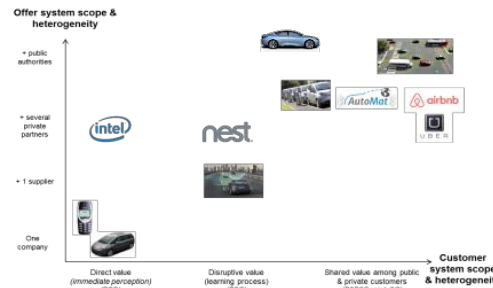 Offer system scope &
heterogeneity
+ public
authorities
+ several
private
partners
+ 1 supplier
One
company
intel
nest
AutoMat
airbnb
UBER
Direct value
(immediate perception)
Disruptive value
(learning process)
Shared value among public
& private customers
Customer
system scope
& heterogeneity